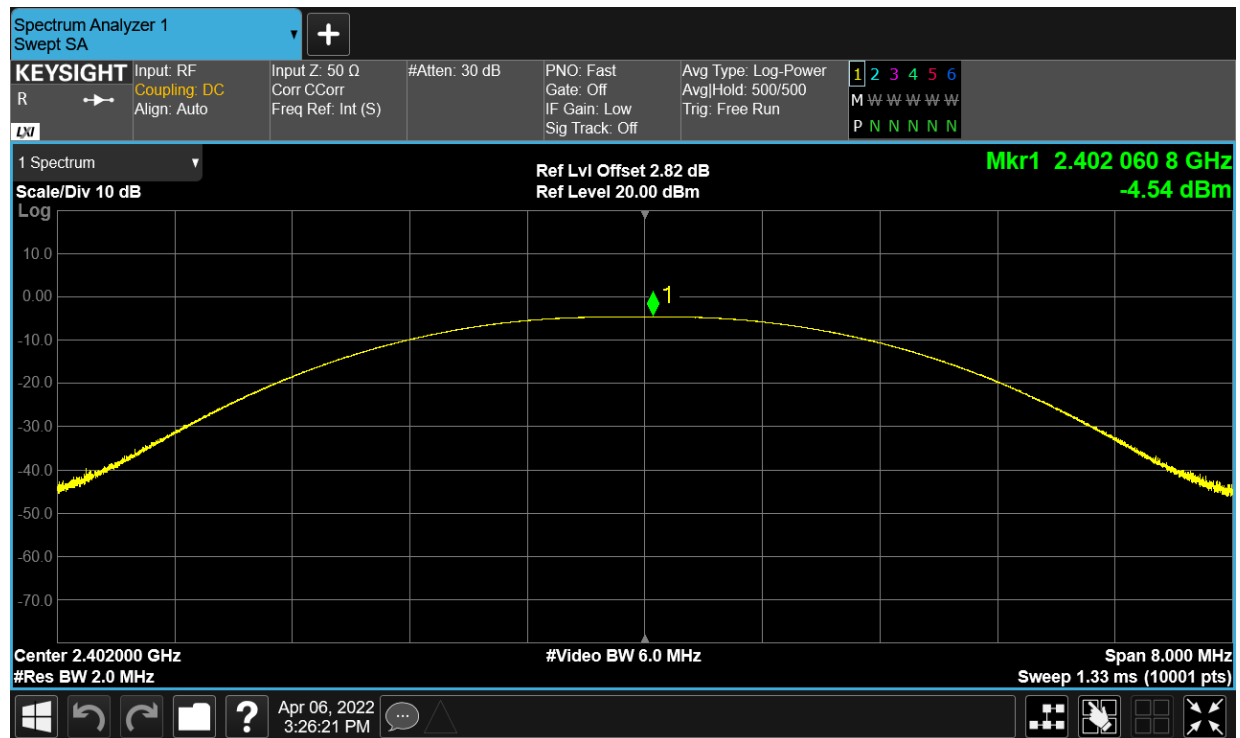 Spectrum Analyzer 1
Swept SA
+
KEYSIGHT
R
LXI
Input: RF
Coupling: DC
Align: Auto
Input Z: 50 Ω
Corr CCorr
Freq Ref: Int (S)
#Atten: 30 dB
PNO: Fast
Gate: Off
IF Gain: Low
Sig Track: Off
Avg Type: Log-Power
Avg|Hold: 500/500
Trig: Free Run
1 2 3 4 5 6
M W W W W W
P N N N N N
1 Spectrum
Scale/Div 10 dB
Log
Ref Lvl Offset 2.82 dB
Ref Level 20.00 dBm
Mkr1 2.402 060 8 GHz
-4.54 dBm
10.0
0.00
-10.0
-20.0
-30.0
-40.0
-50.0
-60.0
-70.0
1
Center 2.402000 GHz
#Res BW 2.0 MHz
#Video BW 6.0 MHz
Span 8.000 MHz
Sweep 1.33 ms (10001 pts)
?
Apr 06, 2022
3:26:21 PM